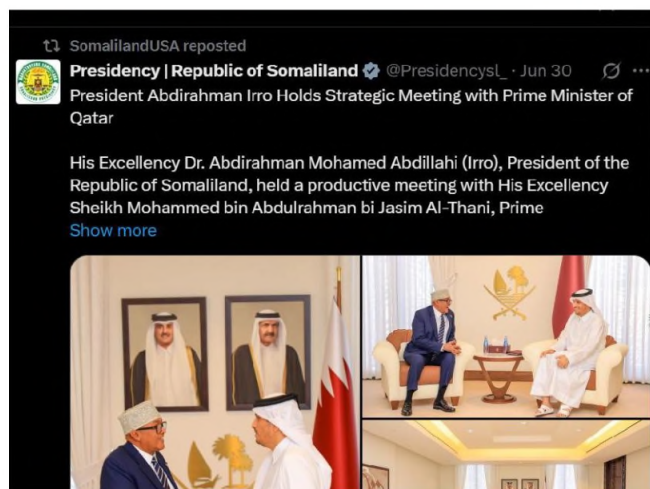 SomalilandUSA reposted
Presidency | Republic of Somaliland @Presidencysl_ · Jun 30
President Abdirahman Irro Holds Strategic Meeting with Prime Minister of
Qatar
His Excellency Dr. Abdirahman Mohamed Abdillahi (Irro), President of the
Republic of Somaliland, held a productive meeting with His Excellency
Sheikh Mohammed bin Abdulrahman bi Jasim Al-Thani, Prime
Show more